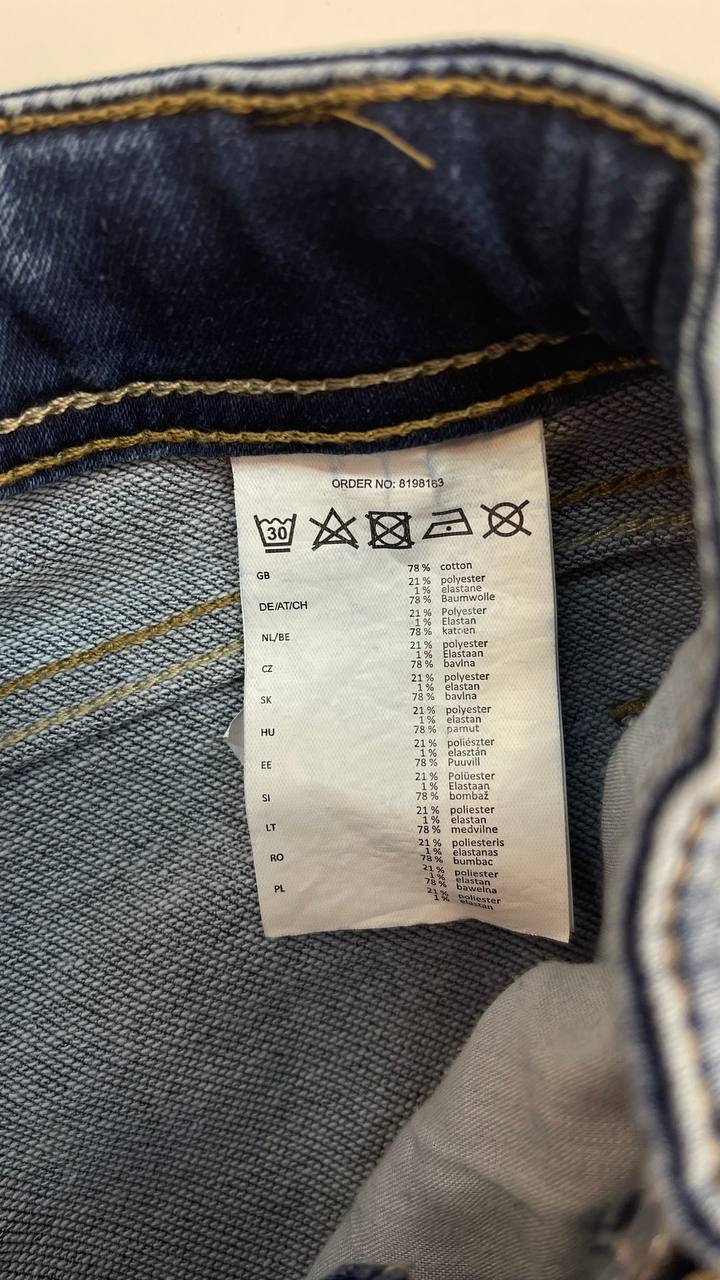 ORDER NO: 8198163
30
GB 78 % cotton
21 % polyester
1 % elastane
DE/AT/CH 78 % Baumwolle
21 % Polyester
1 % Elastan
NL/BE 78 % katoen
21 % polyester
1 % Elastaan
CZ 78 % bavlna
21 % polyester
1 % elastan
SK 78 % bavlna
21 % polyester
1 % elastan
HU 78 % pamut
21 % poliészter
1 % elasztán
EE 78 % Puuvill
21 % Polüester
1 % Elastaan
SI 78 % bombaž
21 % poliester
1 % elastan
LT 78 % medvilne
21 % poliesteris
1 % elastanas
RO 78 % bumbac
21 % poliester
1 % elastan
PL 78 % bawelna
21 % poliester
1 % elastan